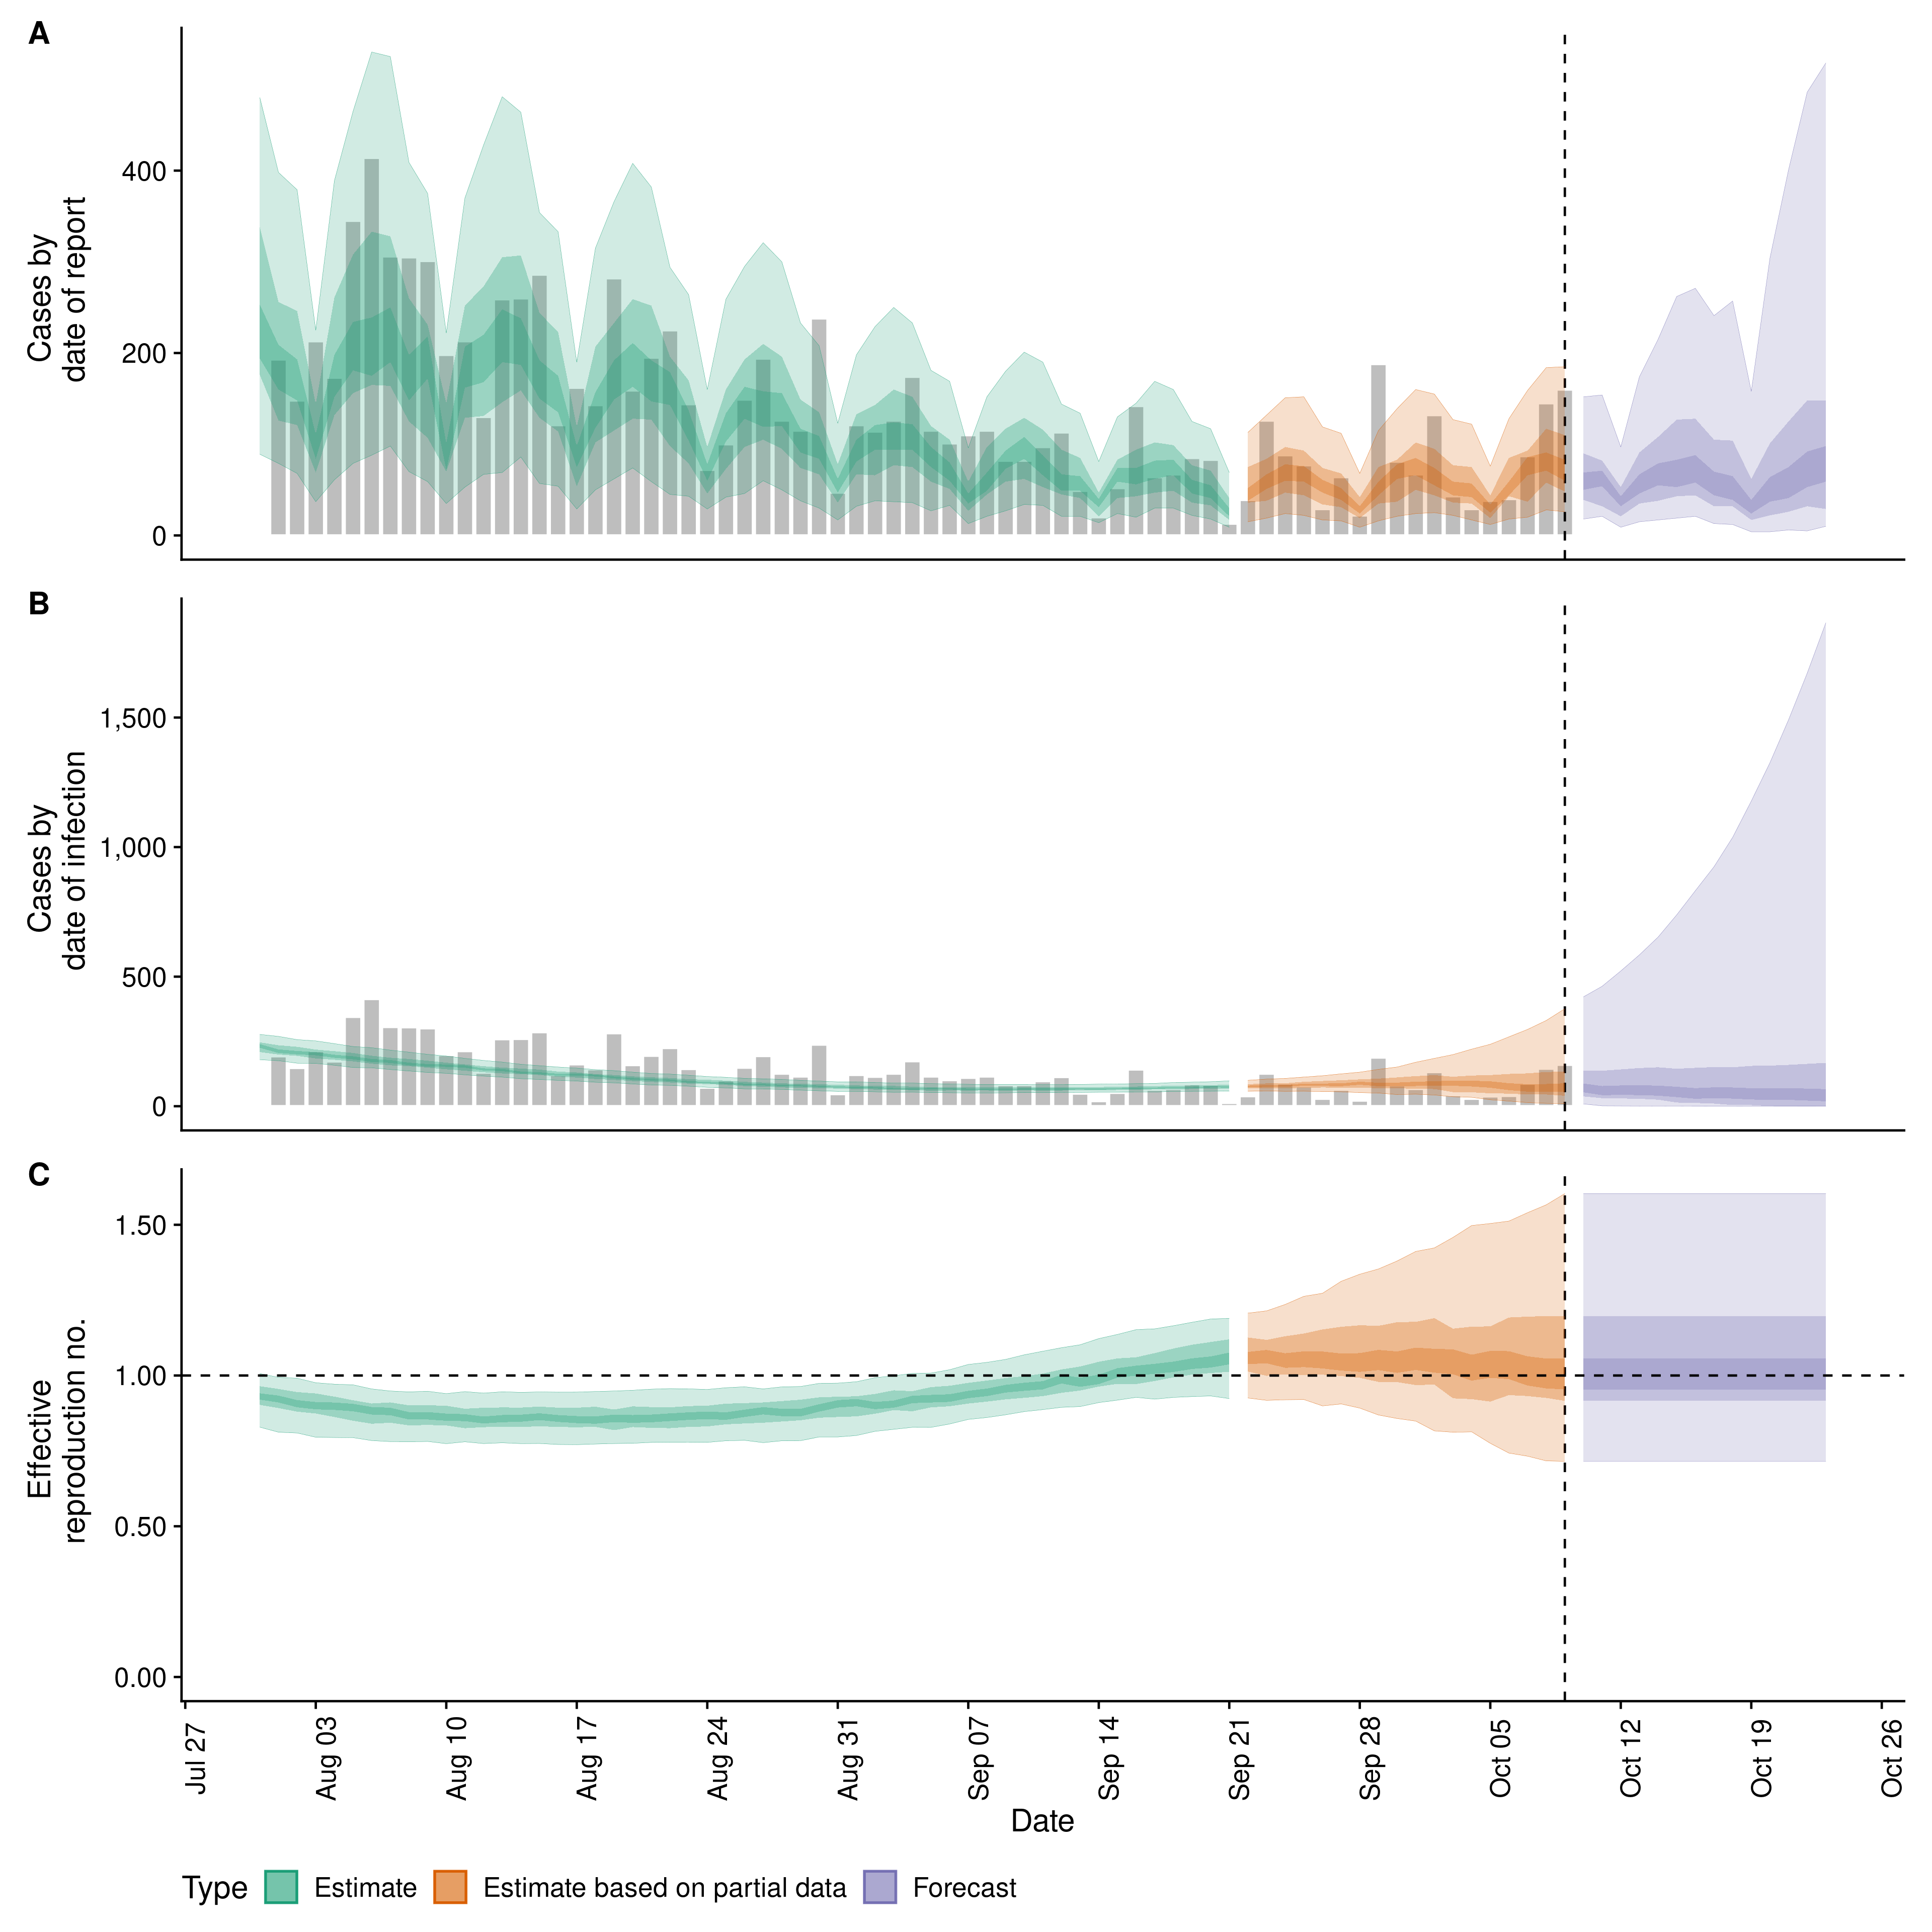 A
Cases by
date of report
400
200
0
B
Cases by
date of infection
1,500
1,000
500
0
C
Effective
reproduction no.
1.50
1.00
0.50
0.00
Jul 27
Aug 03
Aug 10
Aug 17
Aug 24
Aug 31
Sep 07
Sep 14
Sep 21
Sep 28
Oct 05
Oct 12
Oct 19
Oct 26
Date
Type Estimate Estimate based on partial data Forecast